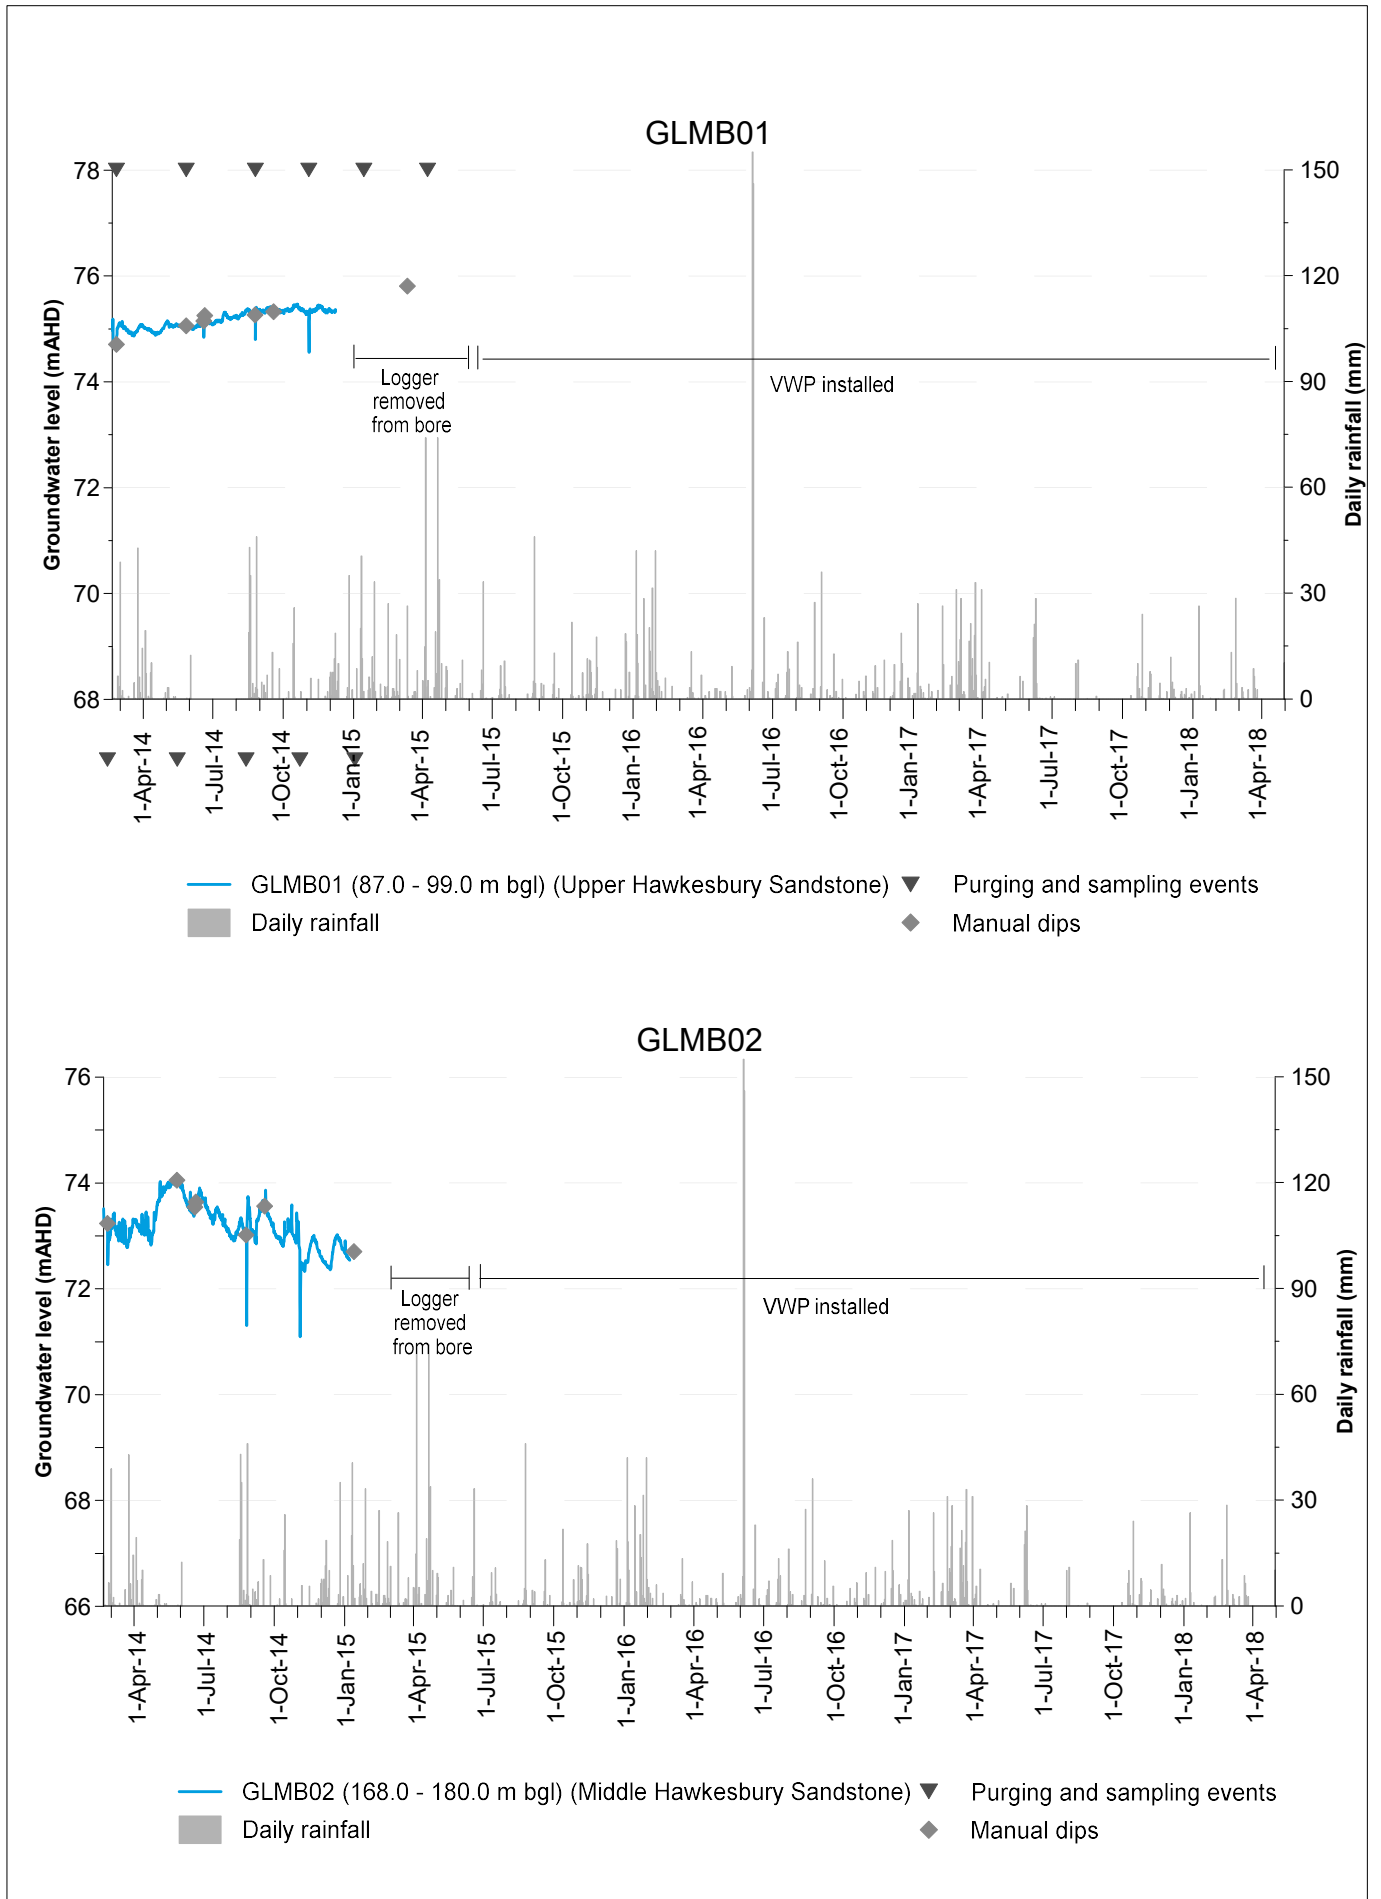 GLMB01
78
76
74
72
70
68
Groundwater level (mAHD)
150
120
90
60
30
0
Daily rainfall (mm)
Logger
removed
from bore
VWP installed
1-Apr-14
1-Jul-14
1-Oct-14
1-Jan-15
1-Apr-15
1-Jul-15
1-Oct-15
1-Jan-16
1-Apr-16
1-Jul-16
1-Oct-16
1-Jan-17
1-Apr-17
1-Jul-17
1-Oct-17
1-Jan-18
1-Apr-18
GLMB01 (87.0 - 99.0 m bgl) (Upper Hawkesbury Sandstone)
Purging and sampling events
Daily rainfall
Manual dips
GLMB02
76
74
72
70
68
66
Groundwater level (mAHD)
150
120
90
60
30
0
Daily rainfall (mm)
Logger
removed
from bore
VWP installed
1-Apr-14
1-Jul-14
1-Oct-14
1-Jan-15
1-Apr-15
1-Jul-15
1-Oct-15
1-Jan-16
1-Apr-16
1-Jul-16
1-Oct-16
1-Jan-17
1-Apr-17
1-Jul-17
1-Oct-17
1-Jan-18
1-Apr-18
GLMB02 (168.0 - 180.0 m bgl) (Middle Hawkesbury Sandstone)
Purging and sampling events
Daily rainfall
Manual dips